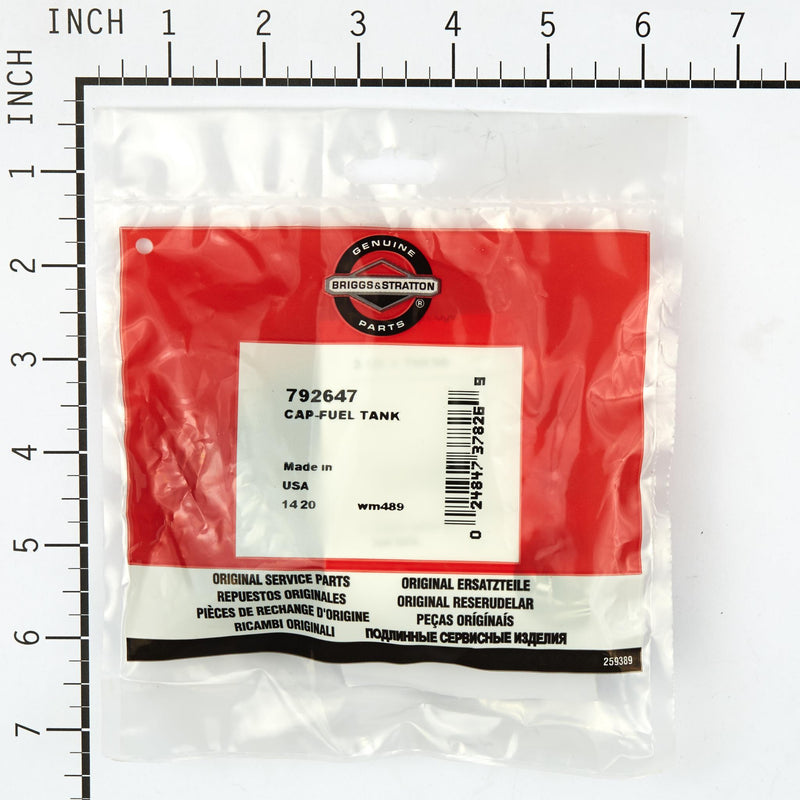 INCH 1 2 3 4 5 6 7
INCH
1
2
3
4
5
6
7
GENUINE
BRIGGS&STRATTON
®
PARTS
792647
CAP-FUEL TANK
Made in
USA
14 20 wm489
0 24847 37826 9
ORIGINAL SERVICE PARTS
REPUESTOS ORIGINALES
PIÈCES DE RECHANGE D'ORIGINE
RICAMBI ORIGINALI
ORIGINAL ERSATZTEILE
ORIGINAL RESERUDELAR
PEÇAS ORÍGÍNAÍS
ПОДЛИННЫЕ СЕРВИСНЫЕ ИЗДЕЛИЯ
259389